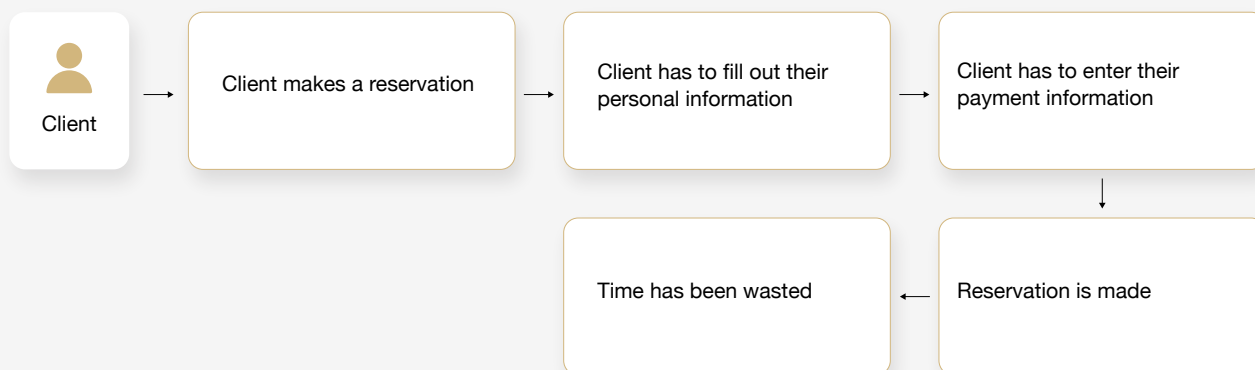 Client
Client makes a reservation
Client has to fill out their
personal information
Client has to enter their
payment information
Reservation is made
Time has been wasted